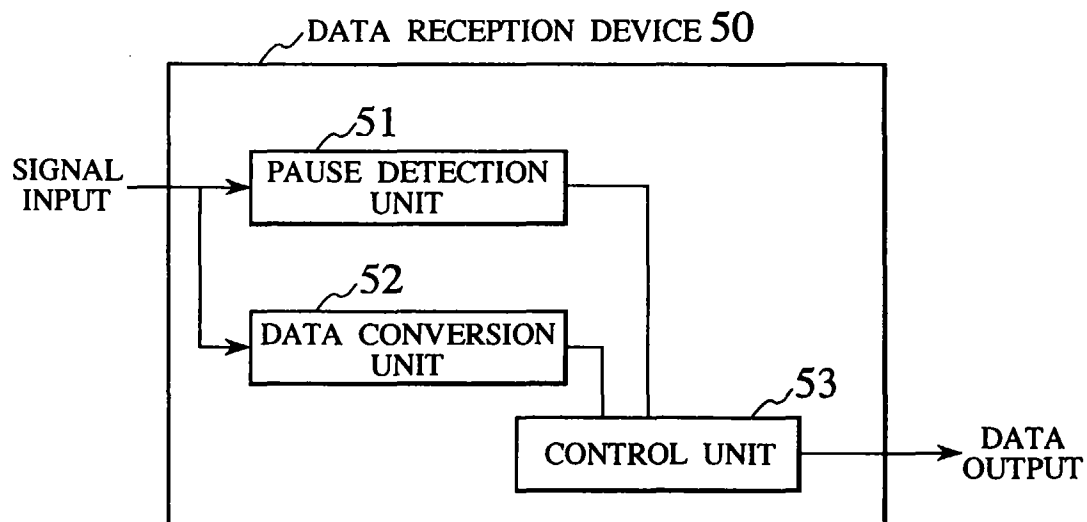 DATA RECEPTION DEVICE 50
51
SIGNAL
INPUT
PAUSE DETECTION
UNIT
52
DATA CONVERSION
UNIT
53
CONTROL UNIT
DATA
OUTPUT